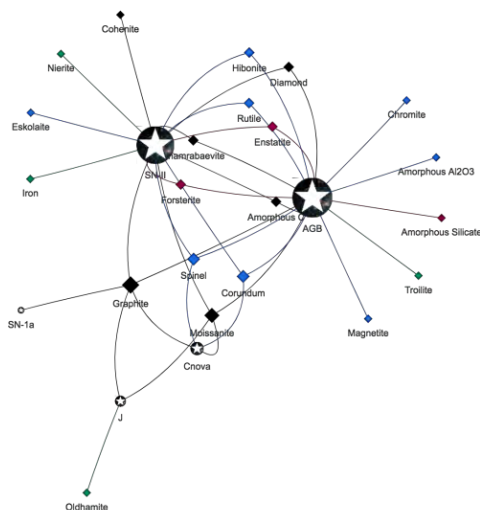 Cohenite
Nierite
Hibonite
Diamond
Eskolaite
Rutile
Chromite
Enstatite
SN-II
hamrabaevite
Amorphous Al2O3
Iron
Forsterite
Amorphous C
AGB
Amorphous Silicate
Spinel
Corundum
Troilite
Graphite
SN-1a
Moissanite
Magnetite
Cnova
J
Oldhamite